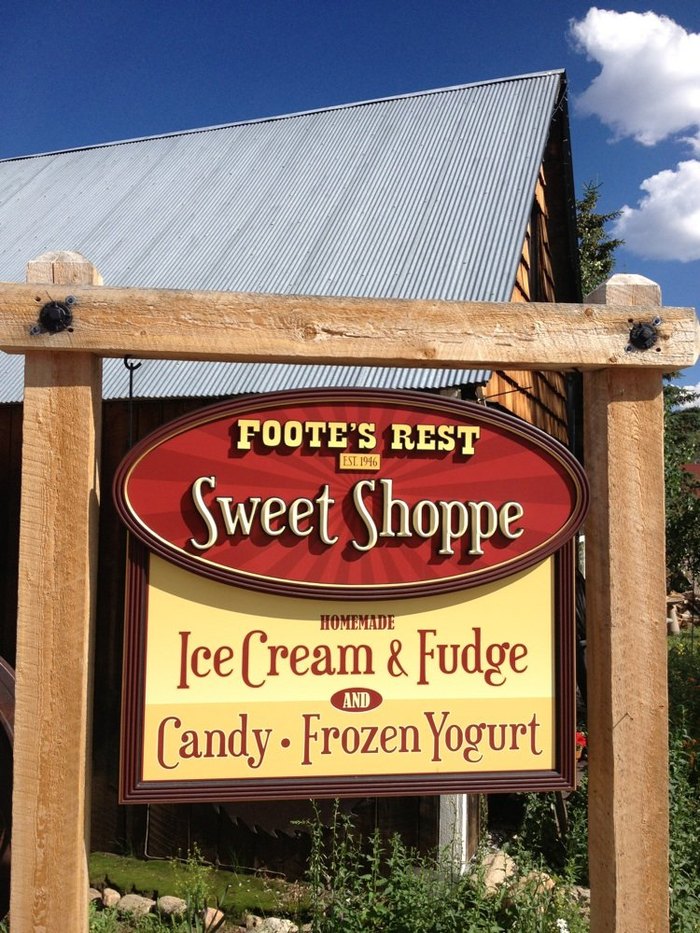 FOOTE'S REST
EST. 1946
Sweet Shoppe
HOMEMADE
Ice Cream & Fudge
AND
Candy • Frozen Yogurt